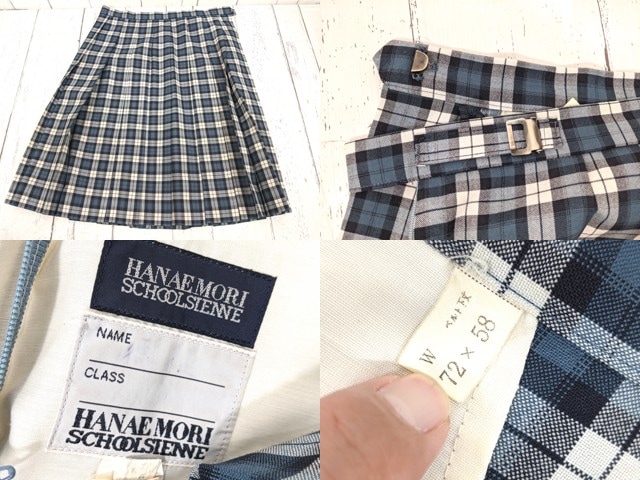 HANAE MORI
SCHOOLSIENNE
NAME
CLASS
HANAE MORI
SCHOOLSIENNE
W
72 × 58